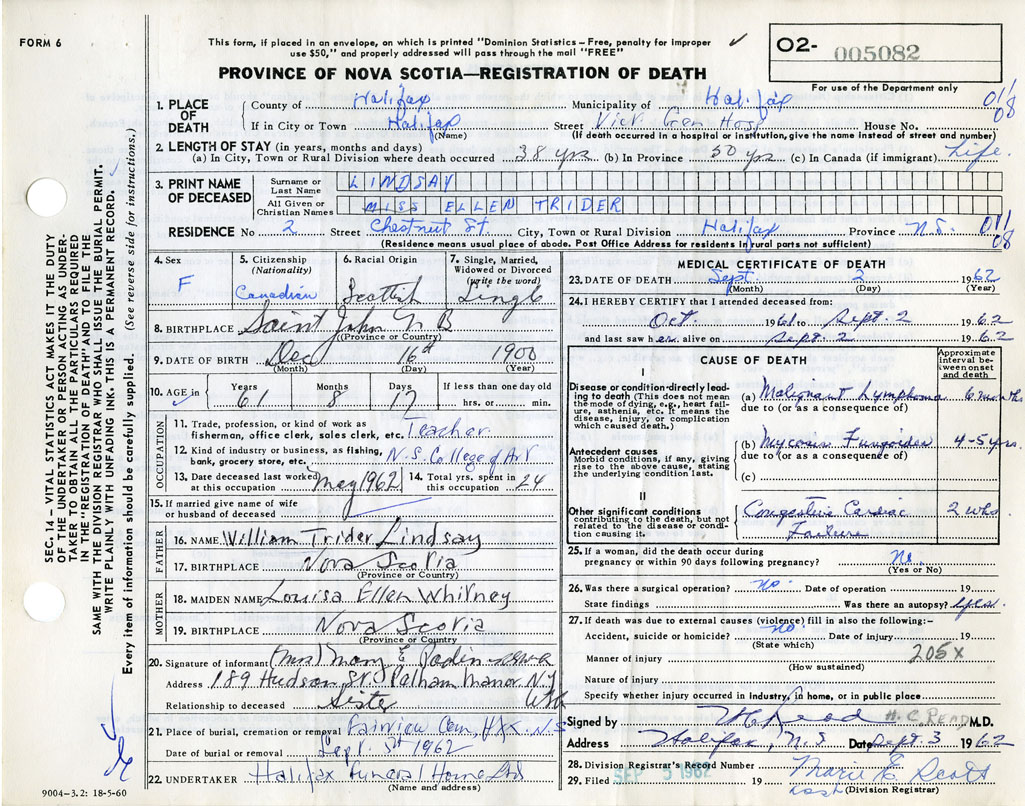 FORM 6
This form, if placed in an envelope, on which is printed "Dominion Statistics – Free, penalty for improper
use $50," and properly addressed will pass through the mail "FREE"
02- 005082
For use of the Department only
PROVINCE OF NOVA SCOTIA—REGISTRATION OF DEATH
1. PLACE OF DEATH County of Halifax Municipality of Halifax 011
08
If in City or Town Halifax (Name) Street Vict. Gen Hosp House No.
(If death occurred in a hospital or institution, give the name instead of street and number)
2. LENGTH OF STAY (in years, months and days)
(a) In City, Town or Rural Division where death occurred 38 yrs (b) In Province 50 yrs (c) In Canada (if immigrant) Life.
3. PRINT NAME OF DECEASED
Surname or Last Name LINDSAY
All Given or Christian Names MISS ELLEN TRIDER
RESIDENCE No 2 Street Chestnut St. City, Town or Rural Division Halifax Province N.S. 011
08
(Residence means usual place of abode. Post Office Address for residents in rural parts not sufficient)
4. Sex F
5. Citizenship (Nationality) Canadian
6. Racial Origin Scottish
7. Single, Married, Widowed or Divorced (write the word) Single
8. BIRTHPLACE Saint John N B
(Province or Country)
9. DATE OF BIRTH Dec 16th 1900
(Month) (Day) (Year)
10. AGE in Years 61 Months 8 Days 17 If less than one day old hrs. or min.
OCCUPATION
11. Trade, profession, or kind of work as
fisherman, office clerk, sales clerk, etc. Teacher
12. Kind of industry or business, as fishing,
bank, grocery store, etc. N.S. College of Art
13. Date deceased last worked at this occupation May 1962 14. Total yrs. spent in this occupation 24
15. If married give name of wife
or husband of deceased
FATHER
16. NAME William Trider Lindsay
17. BIRTHPLACE Nova Scotia
(Province or Country)
MOTHER
18. MAIDEN NAME Louisa Ellen Whitney
19. BIRTHPLACE Nova Scotia
(Province or Country)
20. Signature of informant (Mrs) Mary E
Address 189 Hudson St. Pelham Manor N.Y
Relationship to deceased Sister USA
21. Place of burial, cremation or removal Fairview Cem, Hfx. N.S
Date of burial or removal Sept. 5th 1962
22. UNDERTAKER Halifax Funeral Home Ltd
(Name and address)
9004-3.2: 18-5-60
MEDICAL CERTIFICATE OF DEATH
23. DATE OF DEATH Sept. 2 1962
(Month) (Day) (Year)
24. I HEREBY CERTIFY that I attended deceased from:
Oct. 1961 to Sept. 2 1962
and last saw her alive on Sept. 2 1962
CAUSE OF DEATH
Approximate interval between onset and death
I
Disease or condition directly leading to death (This does not mean the mode of dying, e.g., heart failure, asthenia, etc. It means the disease, injury, or complication which caused death.)
(a) Malignant Lymphoma 6 months
due to (or as a consequence of)
Antecedent causes
Morbid conditions, if any, giving rise to the above cause, stating the underlying condition last.
(b) Mycosis Fungoides 4-5 yrs.
due to (or as a consequence of)
(c)
II
Other significant conditions
contributing to the death, but not related to the disease or condition causing it.
Congestive Cardiac Failure 2 wks.
25. If a woman, did the death occur during
pregnancy or within 90 days following pregnancy? No
(Yes or No)
26. Was there a surgical operation? no. Date of operation 19
State findings Was there an autopsy? yes.
27. If death was due to external causes (violence) fill in also the following:–
Accident, suicide or homicide? no. Date of injury 19
(State which)
Manner of injury 205x
(How sustained)
Nature of injury
Specify whether injury occurred in Industry, in home, or in public place
Signed by H C Read H. C. READ M.D.
Address Halifax, N.S Date Sept 3 1962
28. Division Registrar's Record Number
29. Filed SEP 5 1962 19 Marie E Scott
(Division Registrar)
SEC. 14 – VITAL STATISTICS ACT MAKES IT THE DUTY
OF THE UNDERTAKER OR PERSON ACTING AS UNDER-
TAKER TO OBTAIN ALL THE PARTICULARS REQUIRED
IN THE "REGISTRATION OF DEATH" AND TO FILE THE
SAME WITH THE DIVISION REGISTRAR WHO SHALL ISSUE THE BURIAL PERMIT.
WRITE PLAINLY WITH UNFADING INK. THIS IS A PERMANENT RECORD.
Every item of information should be carefully supplied. (See reverse side for instructions.)